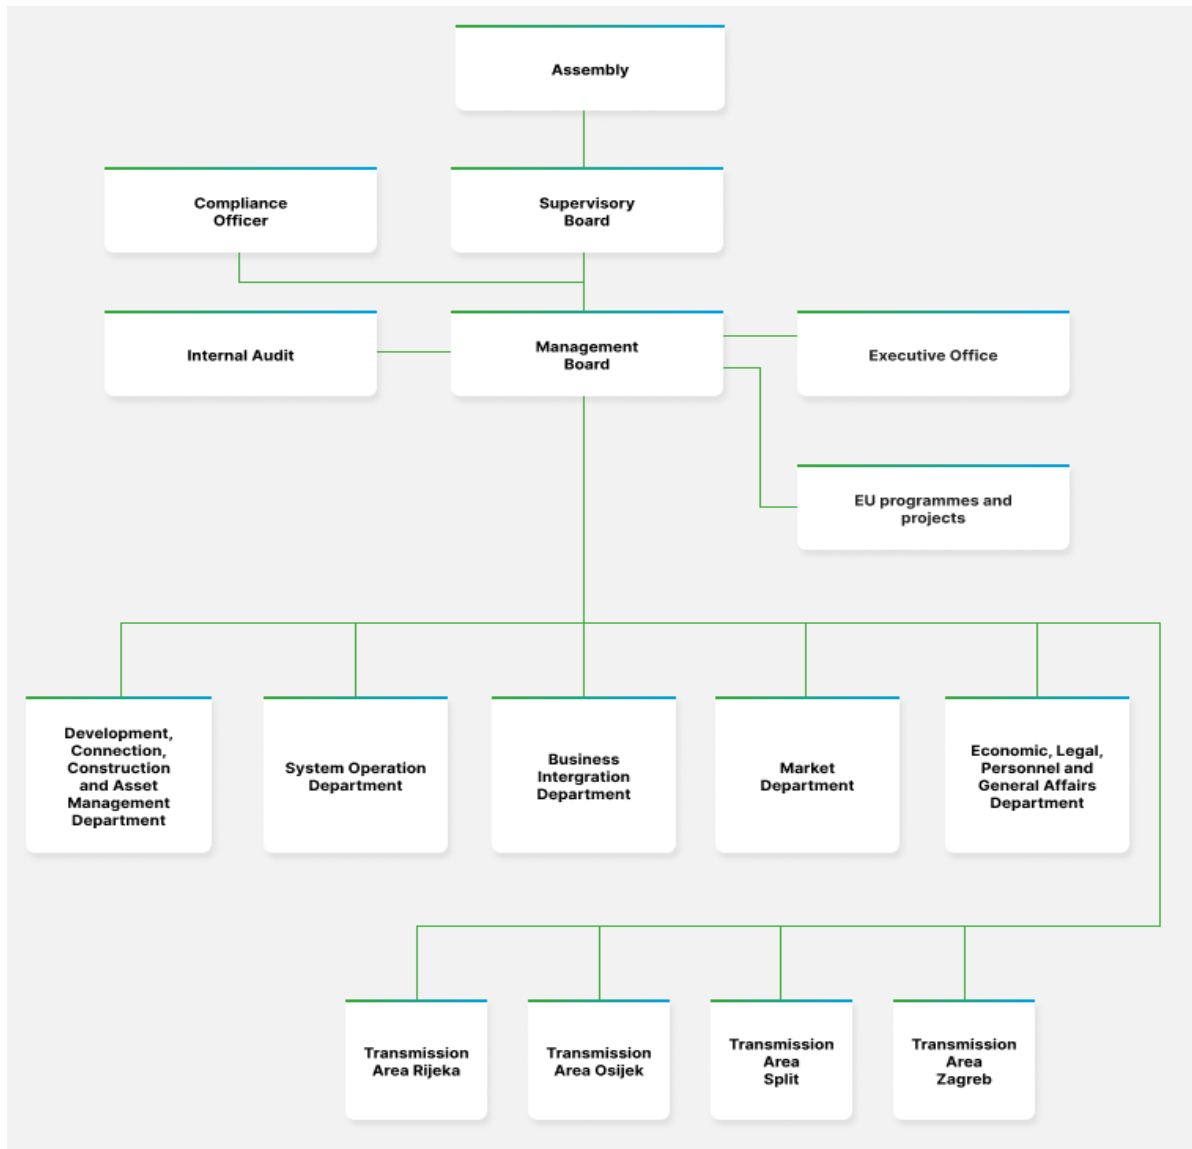 Assembly
Compliance
Officer
Supervisory
Board
Internal Audit
Management
Board
Executive Office
EU programmes and
projects
Development,
Connection,
Construction
and Asset
Management
Department
System Operation
Department
Business
Intergration
Department
Market
Department
Economic, Legal,
Personnel and
General Affairs
Department
Transmission
Area Rijeka
Transmission
Area Osijek
Transmission
Area
Split
Transmission
Area
Zagreb